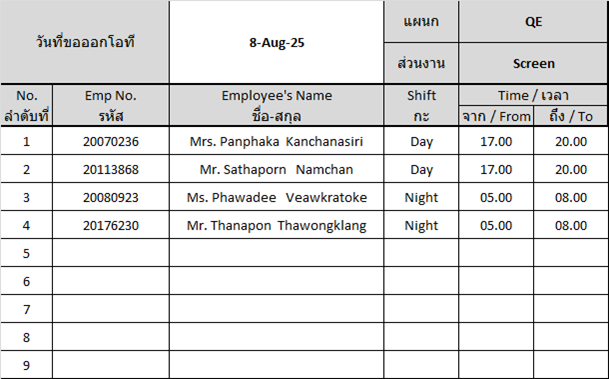 วันที่ขอออกโอที 8-Aug-25 แผนก QE
ส่วนงาน Screen
No. Emp No. Employee's Name Shift Time / เวลา
ลำดับที่ รหัส ชื่อ-สกุล กะ จาก / From ถึง / To
1 20070236 Mrs. Panphaka Kanchanasiri Day 17.00 20.00
2 20113868 Mr. Sathaporn Namchan Day 17.00 20.00
3 20080923 Ms. Phawadee Veawkratoke Night 05.00 08.00
4 20176230 Mr. Thanapon Thawongklang Night 05.00 08.00
5
6
7
8
9